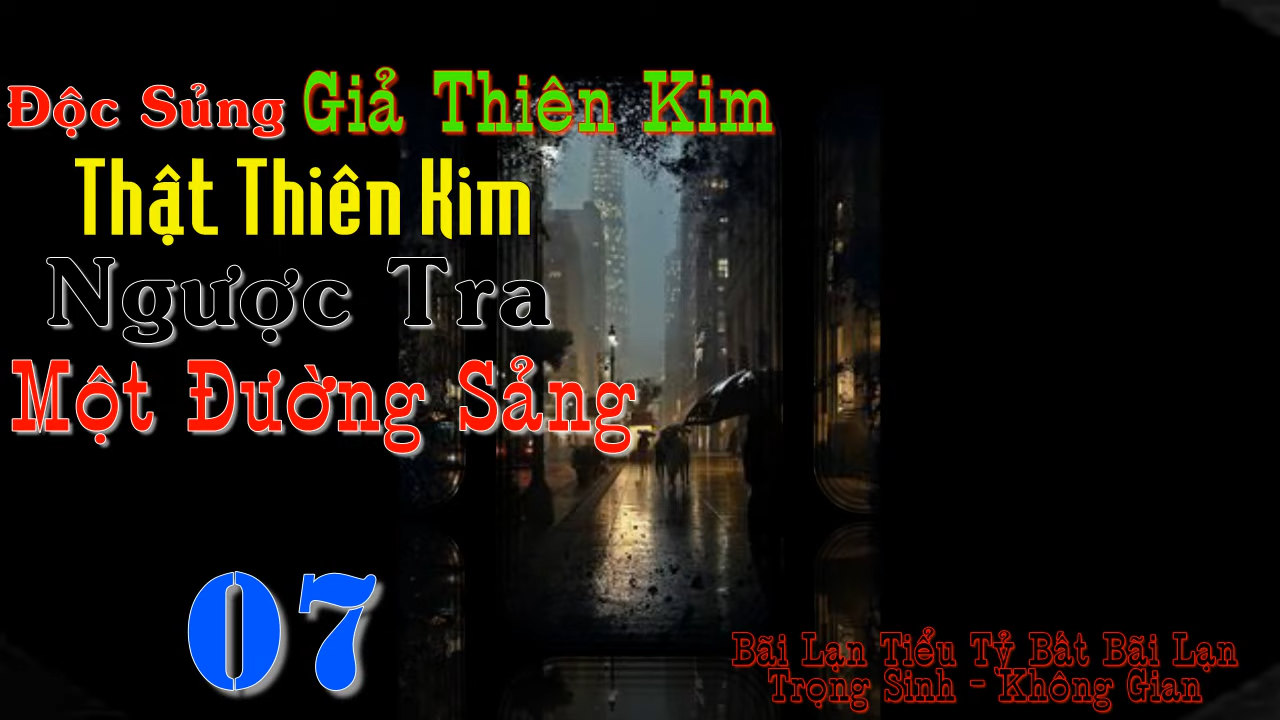 Độc Sủng Giả Thiên Kim
Thật Thiên Kim
Ngược Tra
Một Đường Sảng
07
Bãi Lạn Tiểu Tỷ Bât Bãi Lạn
Trọng Sinh - Không Gian